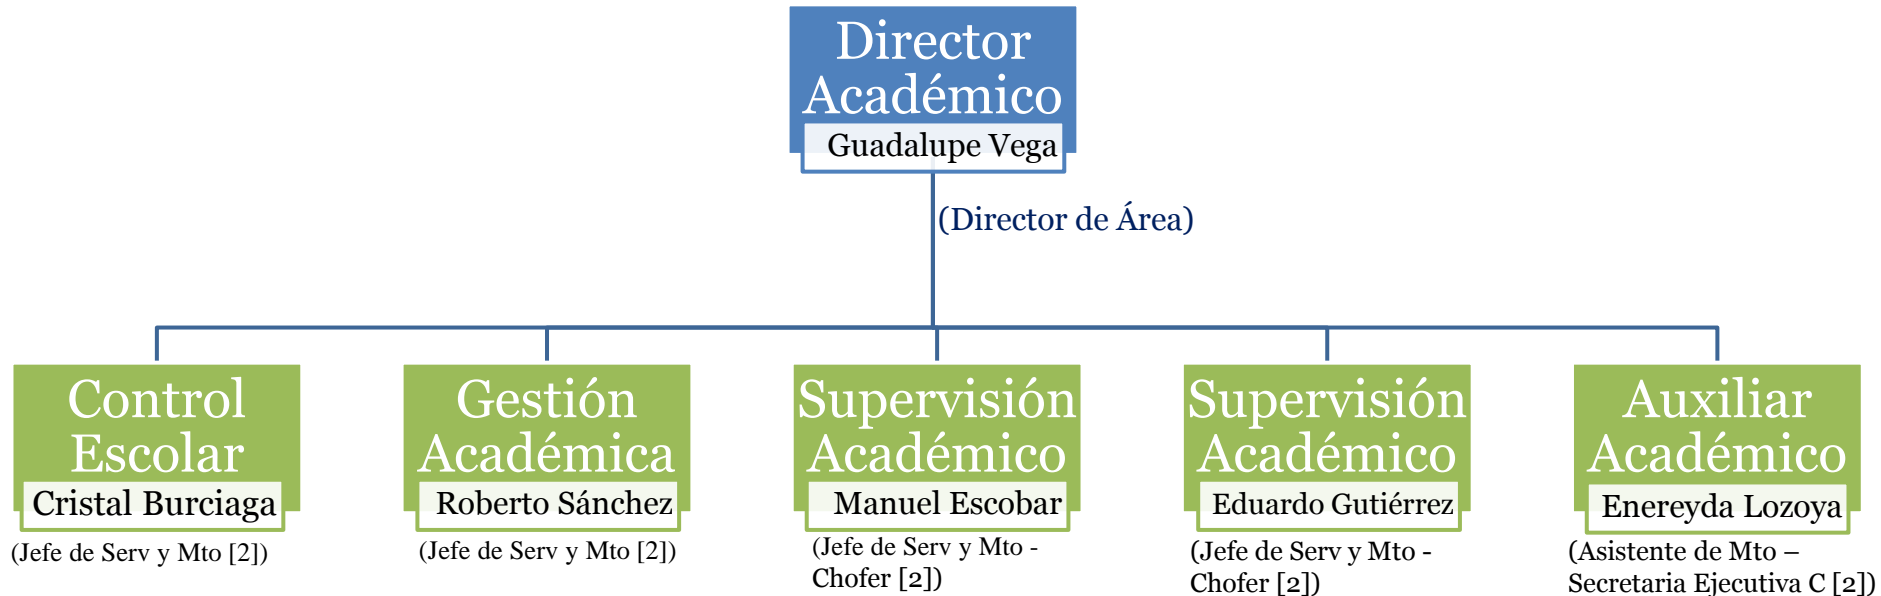 Director
Académico
Guadalupe Vega
(Director de Área)
Control
Escolar
Cristal Burciaga
(Jefe de Serv y Mto [2])
Gestión
Académica
Roberto Sánchez
(Jefe de Serv y Mto [2])
Supervisión
Académico
Manuel Escobar
(Jefe de Serv y Mto -
Chofer [2])
Supervisión
Académico
Eduardo Gutiérrez
(Jefe de Serv y Mto -
Chofer [2])
Auxiliar
Académico
Enereyda Lozoya
(Asistente de Mto –
Secretaria Ejecutiva C [2])